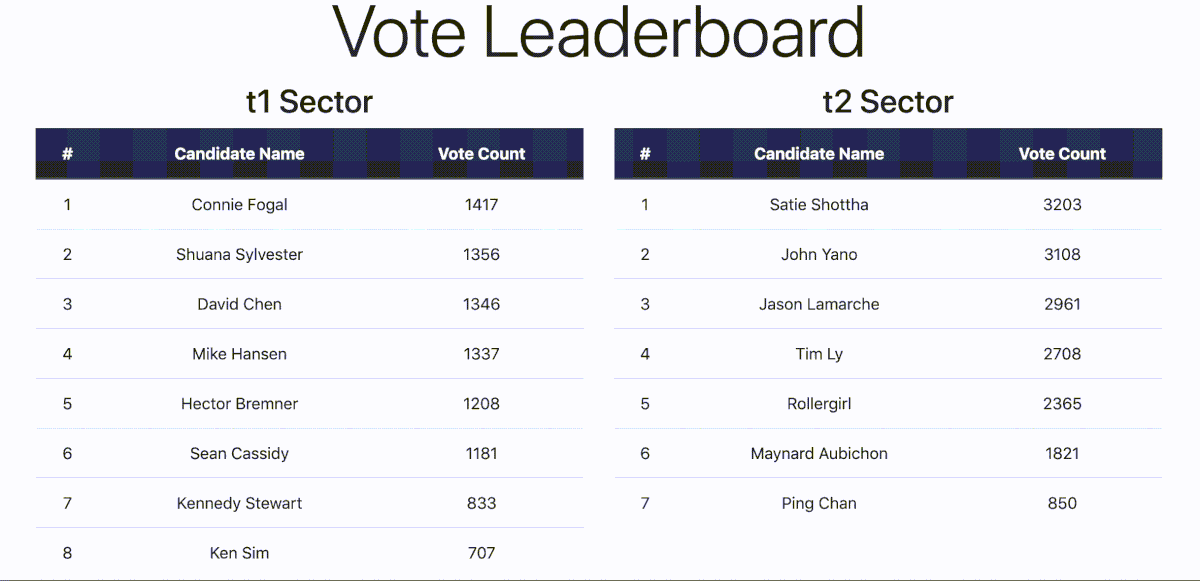 Vote Leaderboard
t1 Sector
# Candidate Name Vote Count
1 Connie Fogal 1417
2 Shuana Sylvester 1356
3 David Chen 1346
4 Mike Hansen 1337
5 Hector Bremner 1208
6 Sean Cassidy 1181
7 Kennedy Stewart 833
8 Ken Sim 707
t2 Sector
# Candidate Name Vote Count
1 Satie Shottha 3203
2 John Yano 3108
3 Jason Lamarche 2961
4 Tim Ly 2708
5 Rollergirl 2365
6 Maynard Aubichon 1821
7 Ping Chan 850